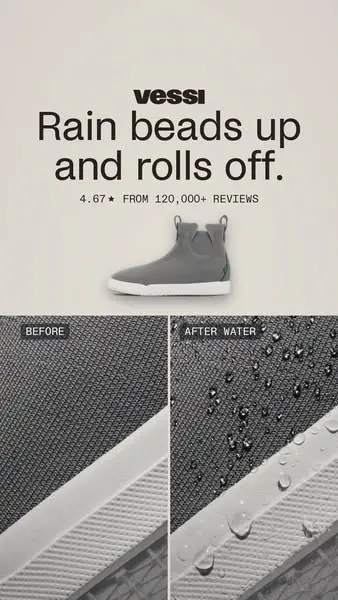 vessi
Rain beads up
and rolls off.
4.67★ FROM 120,000+ REVIEWS
BEFORE
AFTER WATER